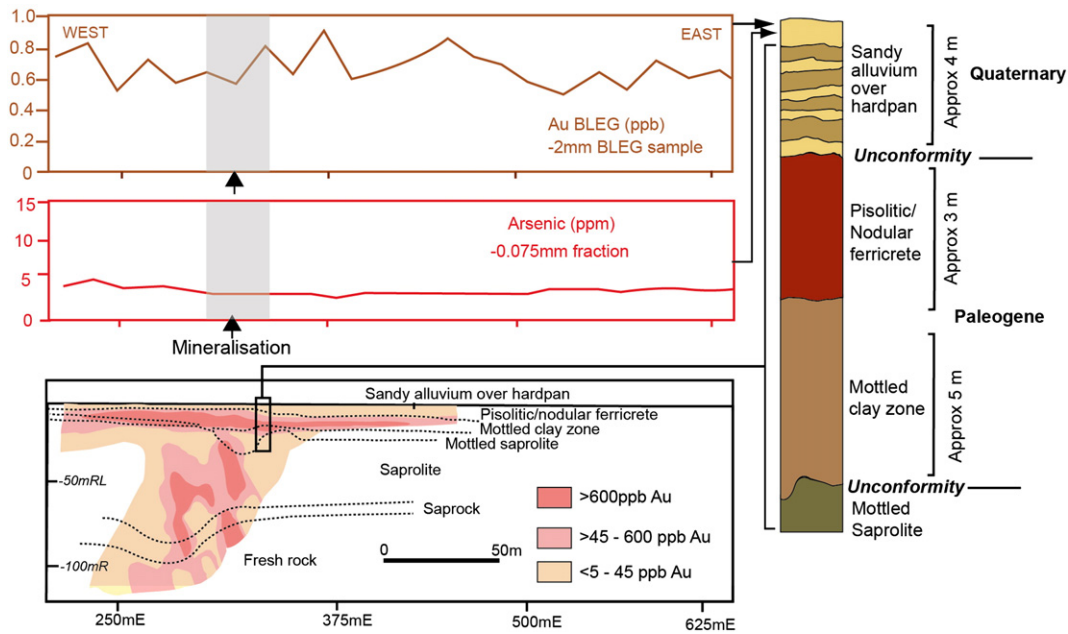 1.0
0.8
0.6
0.4
0.2
0
WEST
EAST
Au BLEG (ppb)
-2mm BLEG sample
15
10
5
0
Arsenic (ppm)
-0.075mm fraction
Mineralisation
Sandy alluvium over hardpan
Pisolitic/nodular ferricrete
Mottled clay zone
Mottled saprolite
Saprolite
-50mRL
Saprock
Fresh rock
-100mR
0 50m
>600ppb Au
>45 - 600 ppb Au
<5 - 45 ppb Au
250mE 375mE 500mE 625mE
Sandy
alluvium
over
hardpan
Approx 4 m
Quaternary
Unconformity
Pisolitic/
Nodular
ferricrete
Approx 3 m
Paleogene
Mottled
clay zone
Approx 5 m
Unconformity
Mottled
Saprolite